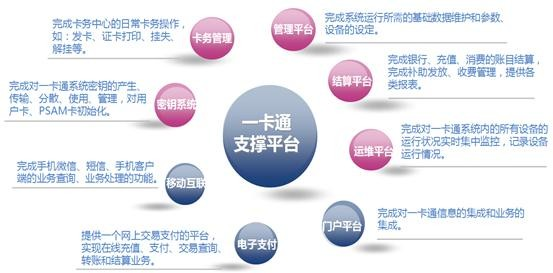 完成卡务中心的日常卡务操作，
如：发卡、证卡打印、挂失、
解挂等。
卡务管理
管理平台
完成系统运行所需的基础数据维护和参数、
设备的设定。
完成对一卡通系统密钥的产生、
传输、分散、使用、管理，对用
户卡、PSAM卡初始化。
密钥系统
结算平台
完成银行、充值、消费的账目结算，
完成补助发放、收费管理，提供各
类报表。
一卡通
支撑平台
完成手机微信、短信、手机客户
端的业务查询、业务处理的功能。
移动互联
运维平台
完成对一卡通系统内的所有设备的
运行状况实时集中监控，记录设备
运行情况。
提供一个网上交易支付的平台，
实现在线充值、支付、交易查询、
转账和结算业务。
电子支付
门户平台
完成对一卡通信息的集成和业务的
集成。